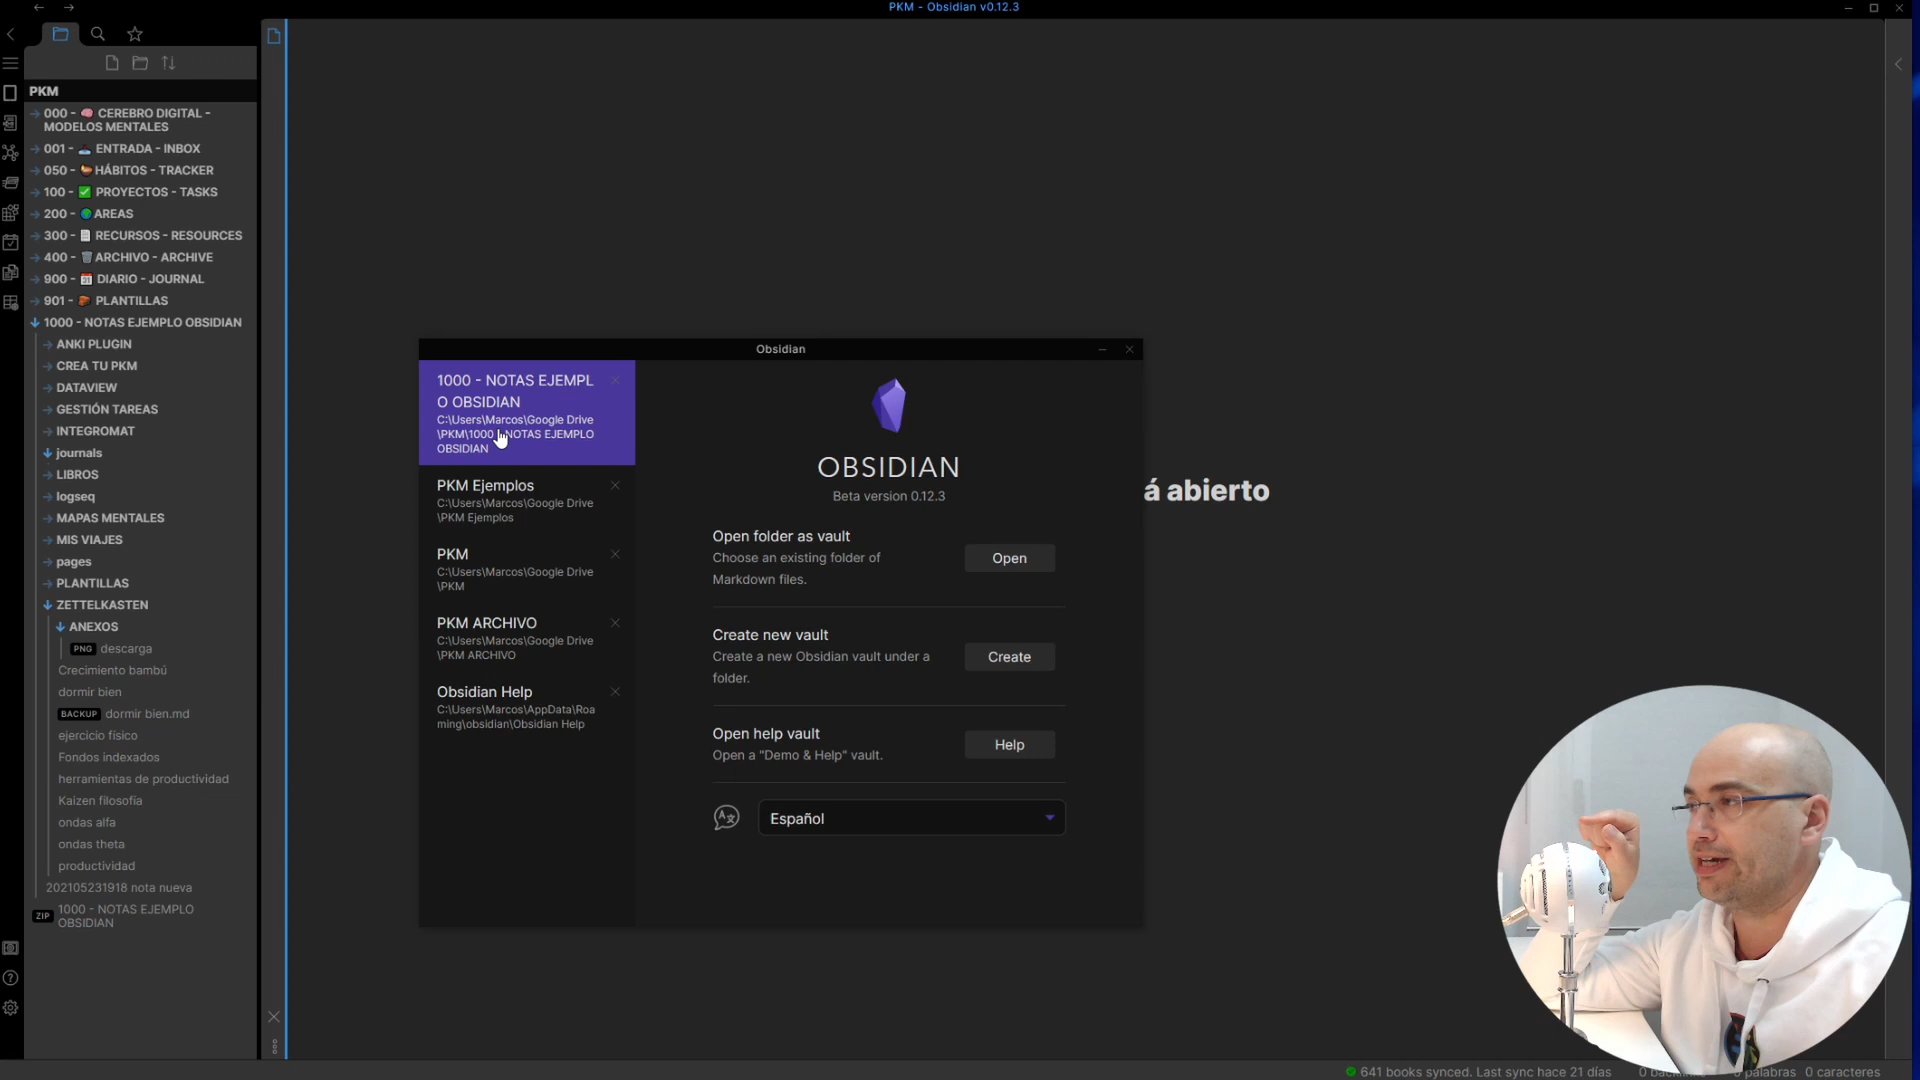 PKM - Obsidian v0.12.3
PKM
000 - 🧠 CEREBRO DIGITAL -
MODELOS MENTALES
001 - 📥 ENTRADA - INBOX
050 - HÁBITOS - TRACKER
100 - ✅ PROYECTOS - TASKS
200 - 🌍 AREAS
300 - 📄 RECURSOS - RESOURCES
400 - 🗑 ARCHIVO - ARCHIVE
900 - 📅 DIARIO - JOURNAL
901 - PLANTILLAS
1000 - NOTAS EJEMPLO OBSIDIAN
ANKI PLUGIN
CREA TU PKM
DATAVIEW
GESTIÓN TAREAS
INTEGROMAT
journals
LIBROS
logseq
MAPAS MENTALES
MIS VIAJES
pages
PLANTILLAS
ZETTELKASTEN
ANEXOS
PNG descarga
Crecimiento bambú
dormir bien
BACKUP dormir bien.md
ejercicio físico
Fondos indexados
herramientas de productividad
Kaizen filosofía
ondas alfa
ondas theta
productividad
202105231918 nota nueva
ZIP 1000 - NOTAS EJEMPLO
OBSIDIAN
Obsidian
1000 - NOTAS EJEMPL
O OBSIDIAN
C:\Users\Marcos\Google Drive
\PKM\1000 NOTAS EJEMPLO
OBSIDIAN
PKM Ejemplos
C:\Users\Marcos\Google Drive
\PKM Ejemplos
PKM
C:\Users\Marcos\Google Drive
\PKM
PKM ARCHIVO
C:\Users\Marcos\Google Drive
\PKM ARCHIVO
Obsidian Help
C:\Users\Marcos\AppData\Roa
ming\obsidian\Obsidian Help
OBSIDIAN
Beta version 0.12.3
Open folder as vault
Choose an existing folder of
Markdown files.
Open
Create new vault
Create a new Obsidian vault under a
folder.
Create
Open help vault
Open a "Demo & Help" vault.
Help
Español
á abierto
641 books synced. Last sync hace 21 días
0 palabras 0 caracteres